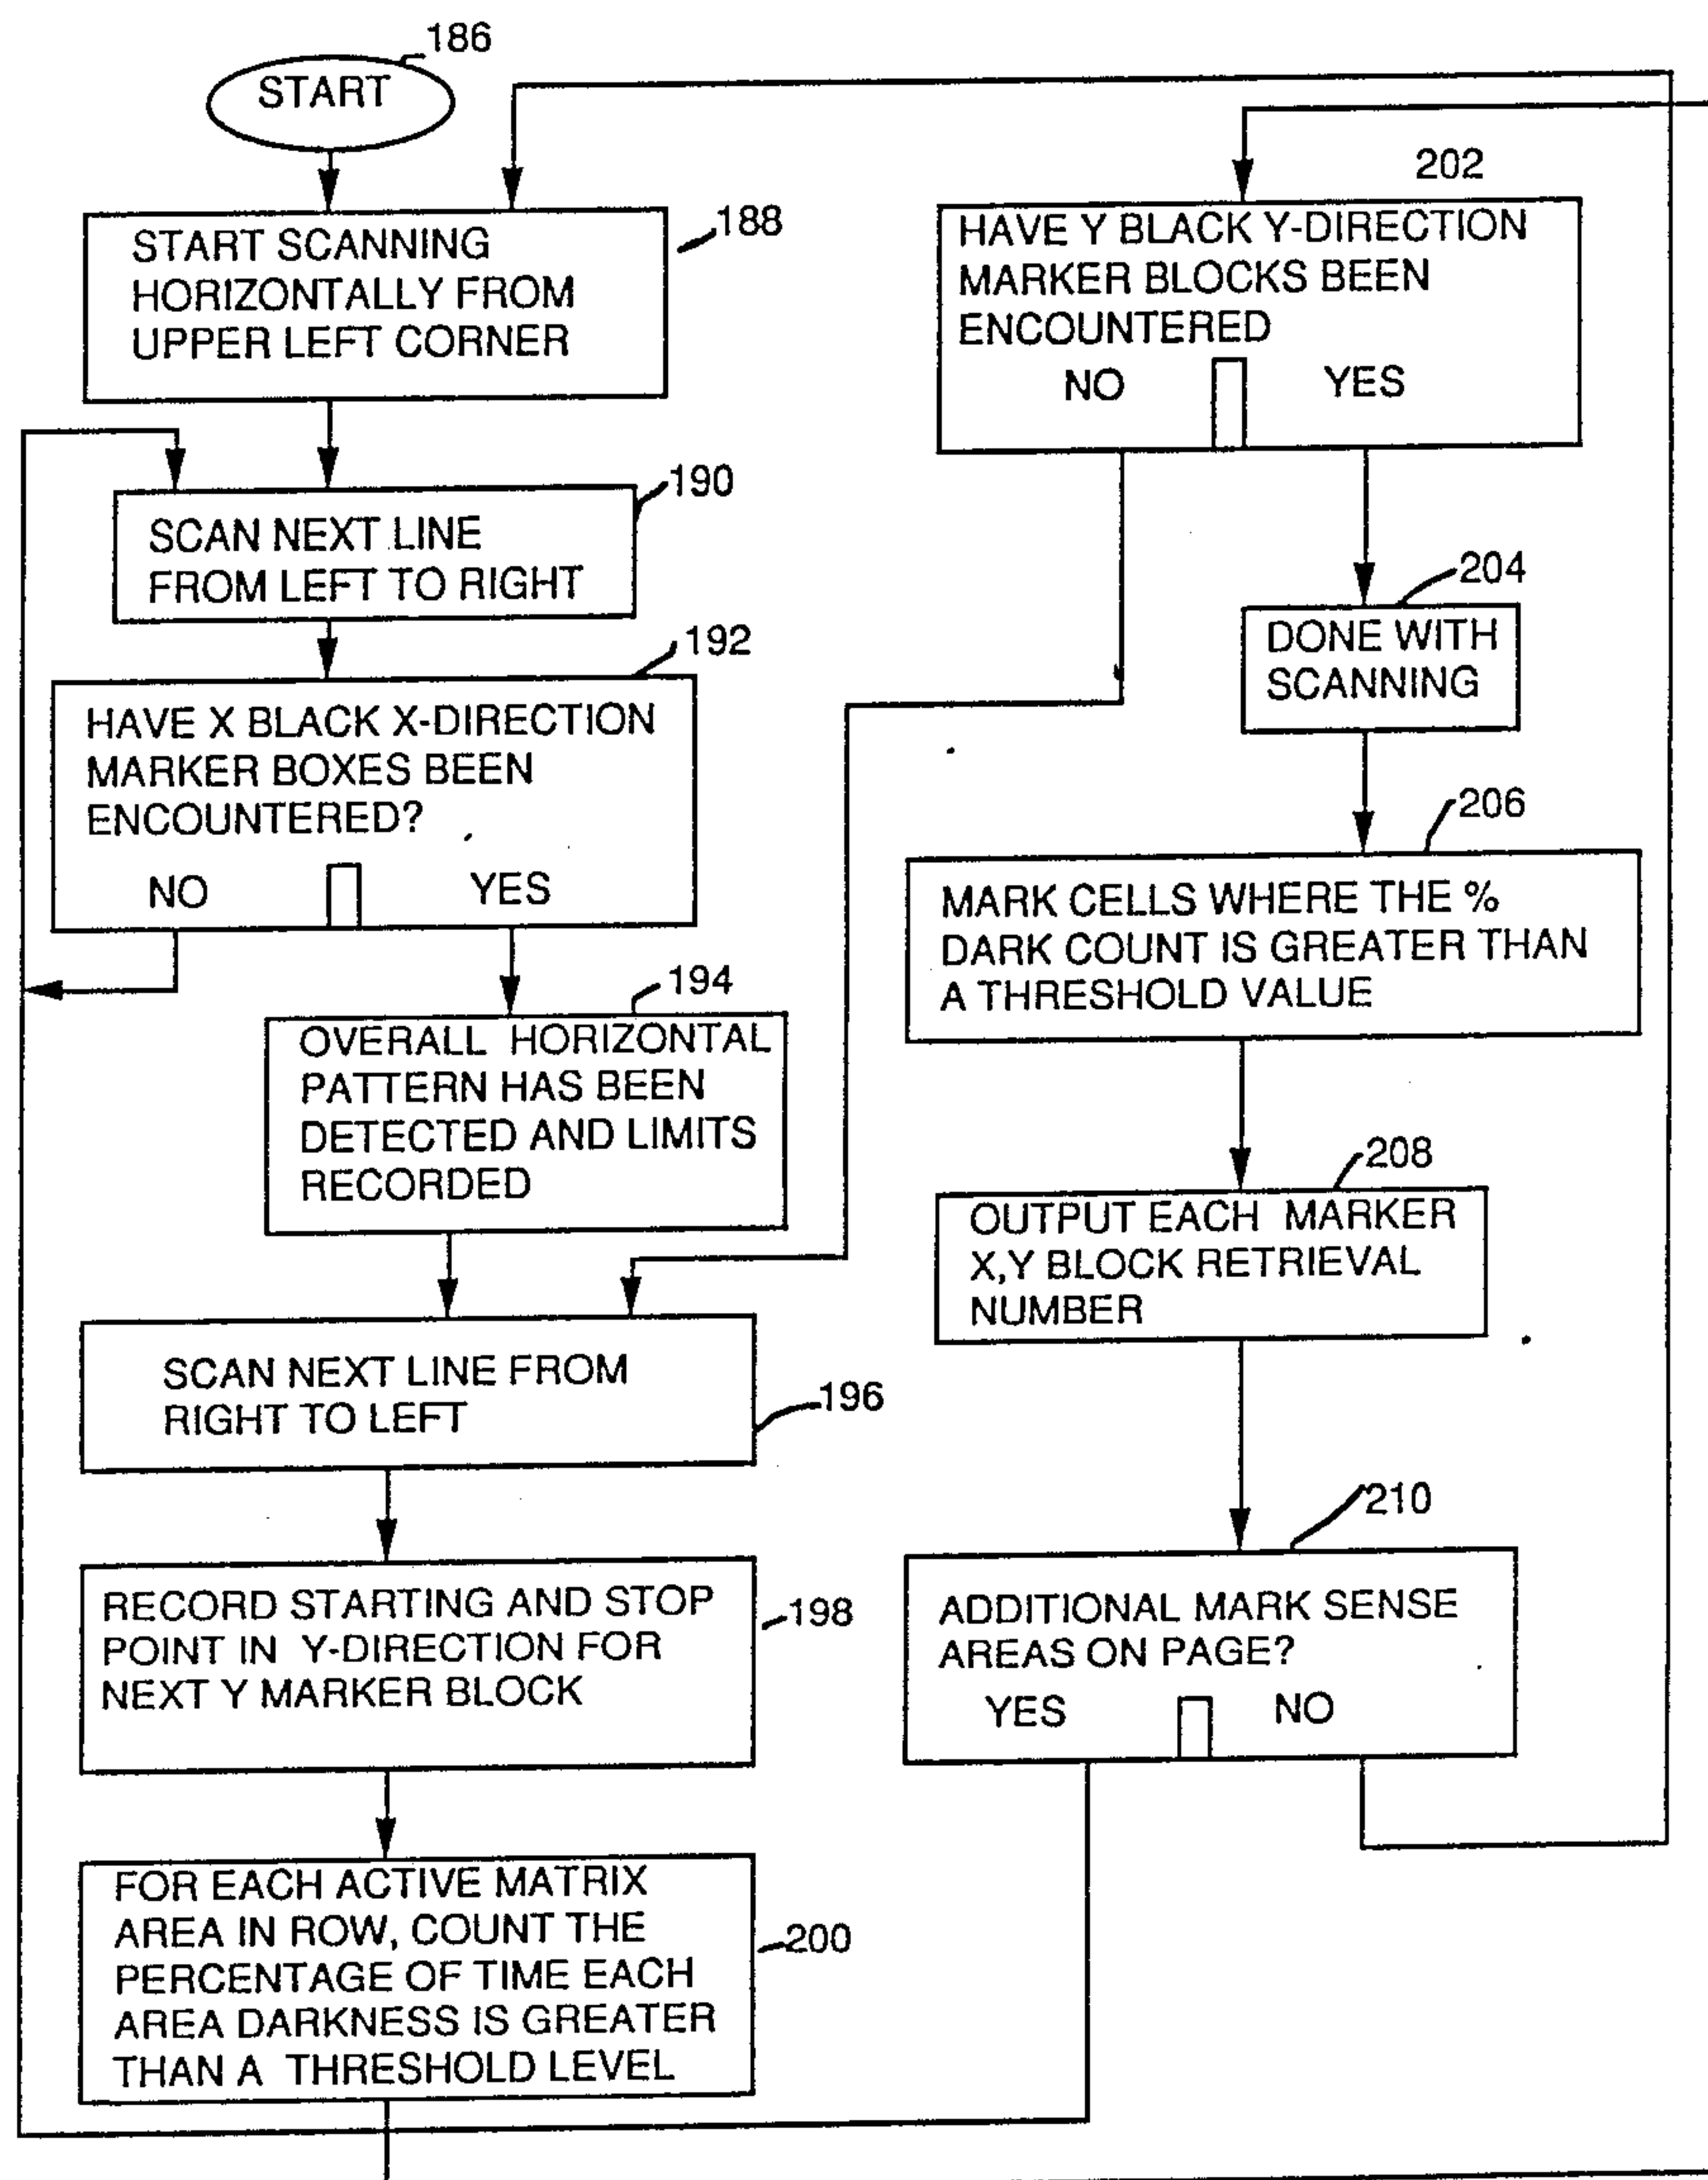 186
START
188
START SCANNING
HORIZONTALLY FROM
UPPER LEFT CORNER
190
SCAN NEXT LINE
FROM LEFT TO RIGHT
192
HAVE X BLACK X-DIRECTION
MARKER BOXES BEEN
ENCOUNTERED?
NO YES
194
OVERALL HORIZONTAL
PATTERN HAS BEEN
DETECTED AND LIMITS
RECORDED
SCAN NEXT LINE FROM
RIGHT TO LEFT
196
RECORD STARTING AND STOP
POINT IN Y-DIRECTION FOR
NEXT Y MARKER BLOCK
198
FOR EACH ACTIVE MATRIX
AREA IN ROW, COUNT THE
PERCENTAGE OF TIME EACH
AREA DARKNESS IS GREATER
THAN A THRESHOLD LEVEL
200
202
HAVE Y BLACK Y-DIRECTION
MARKER BLOCKS BEEN
ENCOUNTERED
NO YES
204
DONE WITH
SCANNING
206
MARK CELLS WHERE THE %
DARK COUNT IS GREATER THAN
A THRESHOLD VALUE
208
OUTPUT EACH MARKER
X,Y BLOCK RETRIEVAL
NUMBER
210
ADDITIONAL MARK SENSE
AREAS ON PAGE?
YES NO